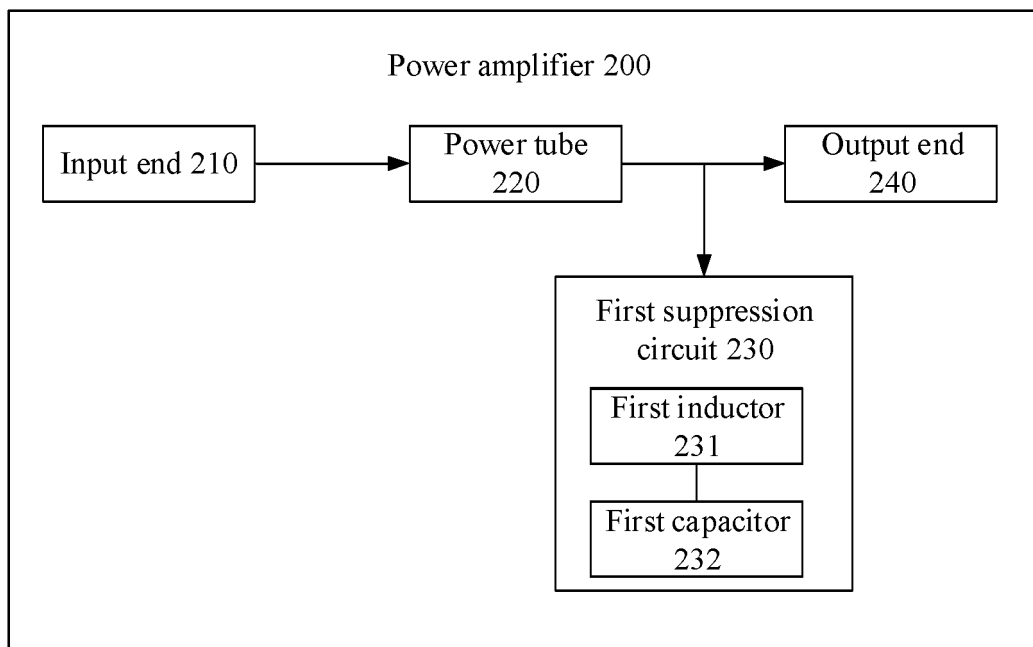 Power amplifier 200
Input end 210
Power tube
220
Output end
240
First suppression
circuit 230
First inductor
231
First capacitor
232